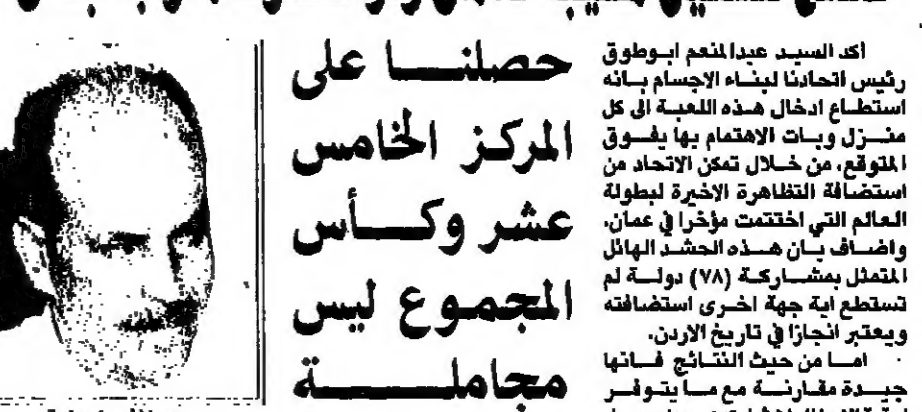 اكد السيد عبدالمنعم ابوطوق
رئيس اتحادنا لبناء الاجسام بانه
استطاع ادخال هذه اللعبة الى كل
منزل وبات الاهتمام بها يفوق
المتوقع، من خلال تمكن الاتحاد من
استضافة التظاهرة الاخيرة لبطولة
العالم التي اختتمت مؤخرا في عمان.
واضاف بان هذه الحشد الهائل
المتمثل بمشاركة (٧٨) دولة لم
تستطع اية جهة اخرى استضافته
ويعتبر انجازا في تاريخ الاردن.
اما من حيث النتائج فانها
جيدة مقارنة مع ما يتوفر
حصلنا على
المركز الخامس
عشر وكأس
المجموع ليس
مجاملة